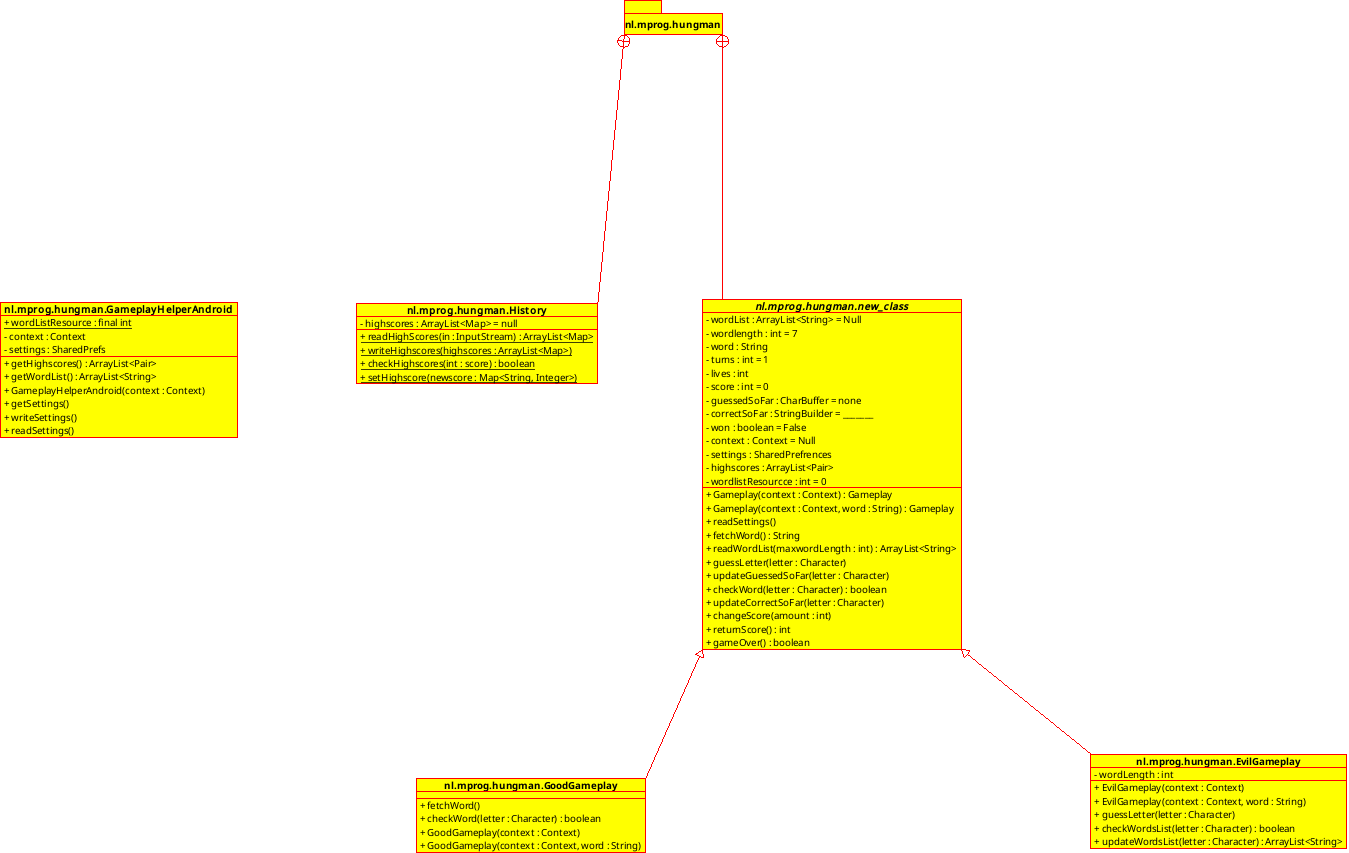 nl.mprog.hungman
nl.mprog.hungman.GameplayHelperAndroid
+ wordListResource : final int
- context : Context
- settings : SharedPrefs
+ getHighscores() : ArrayList<Pair>
+ getWordList() : ArrayList<String>
+ GameplayHelperAndroid(context : Context)
+ getSettings()
+ writeSettings()
+ readSettings()
nl.mprog.hungman.History
- highscores : ArrayList<Map> = null
+ readHighScores(in : InputStream) : ArrayList<Map>
+ writeHighscores(highscores : ArrayList<Map>)
+ checkHighscores(int : score) : boolean
+ setHighscore(newscore : Map<String, Integer>)
nl.mprog.hungman.new_class
- wordList : ArrayList<String> = Null
- wordlength : int = 7
- word : String
- turns : int = 1
- lives : int
- score : int = 0
- guessedSoFar : CharBuffer = none
- correctSoFar : StringBuilder = _______
- won : boolean = False
- context : Context = Null
- settings : SharedPrefrences
- highscores : ArrayList<Pair>
- wordlistResourcce : int = 0
+ Gameplay(context : Context) : Gameplay
+ Gameplay(context : Context, word : String) : Gameplay
+ readSettings()
+ fetchWord() : String
+ readWordList(maxwordLength : int) : ArrayList<String>
+ guessLetter(letter : Character)
+ updateGuessedSoFar(letter : Character)
+ checkWord(letter : Character) : boolean
+ updateCorrectSoFar(letter : Character)
+ changeScore(amount : int)
+ returnScore() : int
+ gameOver() : boolean
nl.mprog.hungman.GoodGameplay
+ fetchWord()
+ checkWord(letter : Character) : boolean
+ GoodGameplay(context : Context)
+ GoodGameplay(context : Context, word : String)
nl.mprog.hungman.EvilGameplay
- wordLength : int
+ EvilGameplay(context : Context)
+ EvilGameplay(context : Context, word : String)
+ guessLetter(letter : Character)
+ checkWordsList(letter : Character) : boolean
+ updateWordsList(letter : Character) : ArrayList<String>